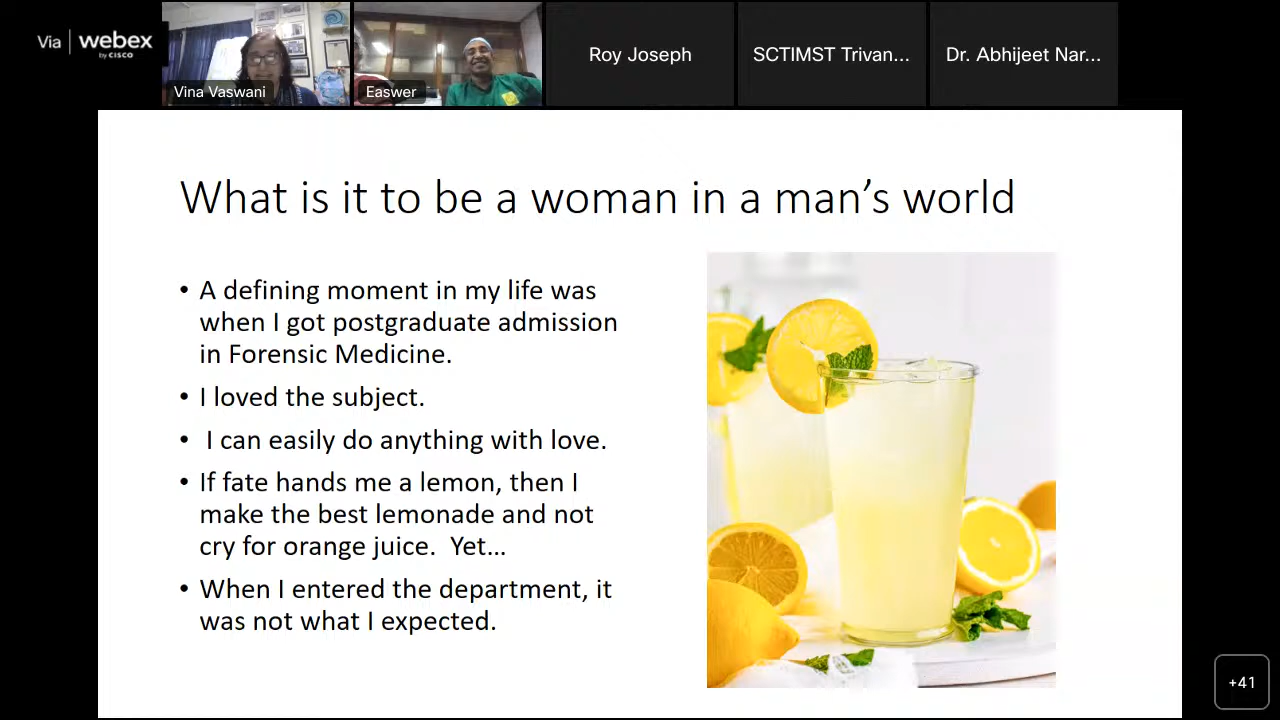 Via webex
by CISCO
Vina Vaswani
Easwer
Roy Joseph
SCTIMST Trivan...
Dr. Abhijeet Nar...
What is it to be a woman in a man’s world
• A defining moment in my life was
when I got postgraduate admission
in Forensic Medicine.
• I loved the subject.
• I can easily do anything with love.
• If fate hands me a lemon, then I
make the best lemonade and not
cry for orange juice. Yet...
• When I entered the department, it
was not what I expected.
+41